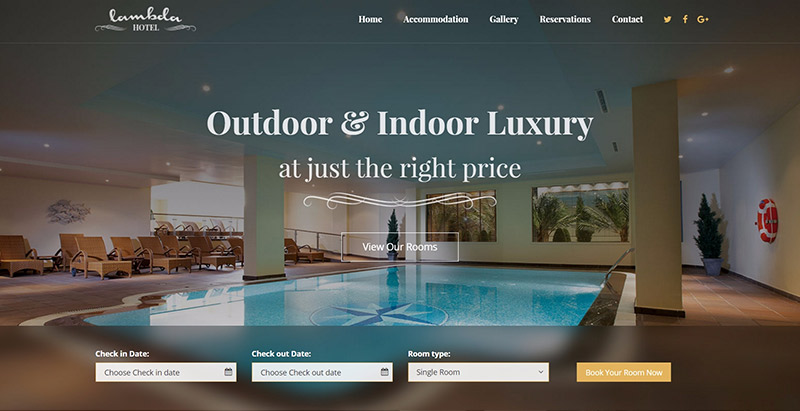 lambda
HOTEL
Home Accommodation Gallery Reservations Contact
Outdoor & Indoor Luxury
at just the right price
View Our Rooms
Check in Date: Check out Date: Room type:
Choose Check in date Choose Check out date Single Room Book Your Room Now